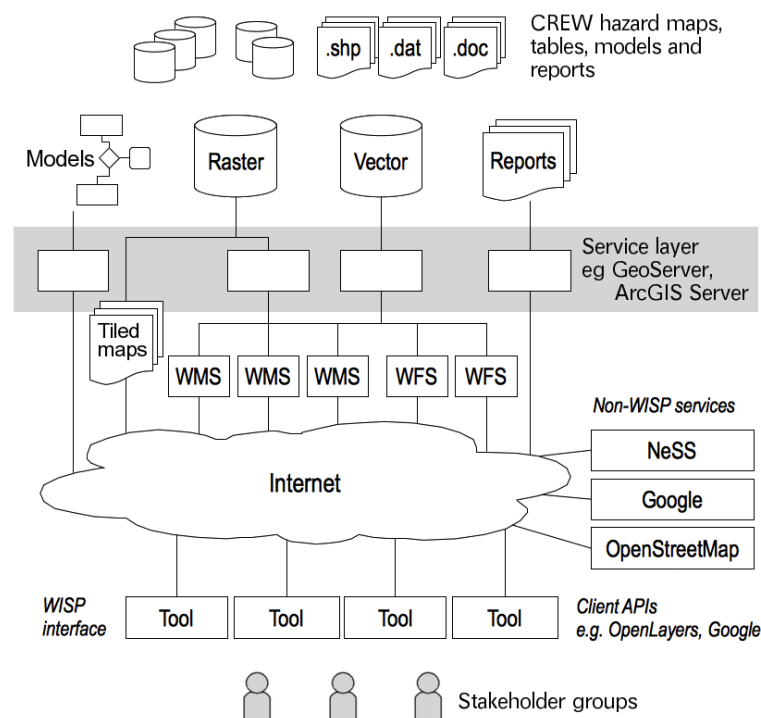 .shp
.dat
.doc
CREW hazard maps,
tables, models and
reports
Models
Raster
Vector
Reports
Service layer
eg GeoServer,
ArcGIS Server
Tiled
maps
WMS
WMS
WMS
WFS
WFS
Non-WISP services
NeSS
Google
OpenStreetMap
Internet
WISP
interface
Tool
Tool
Tool
Tool
Client APIs
e.g. OpenLayers, Google
Stakeholder groups